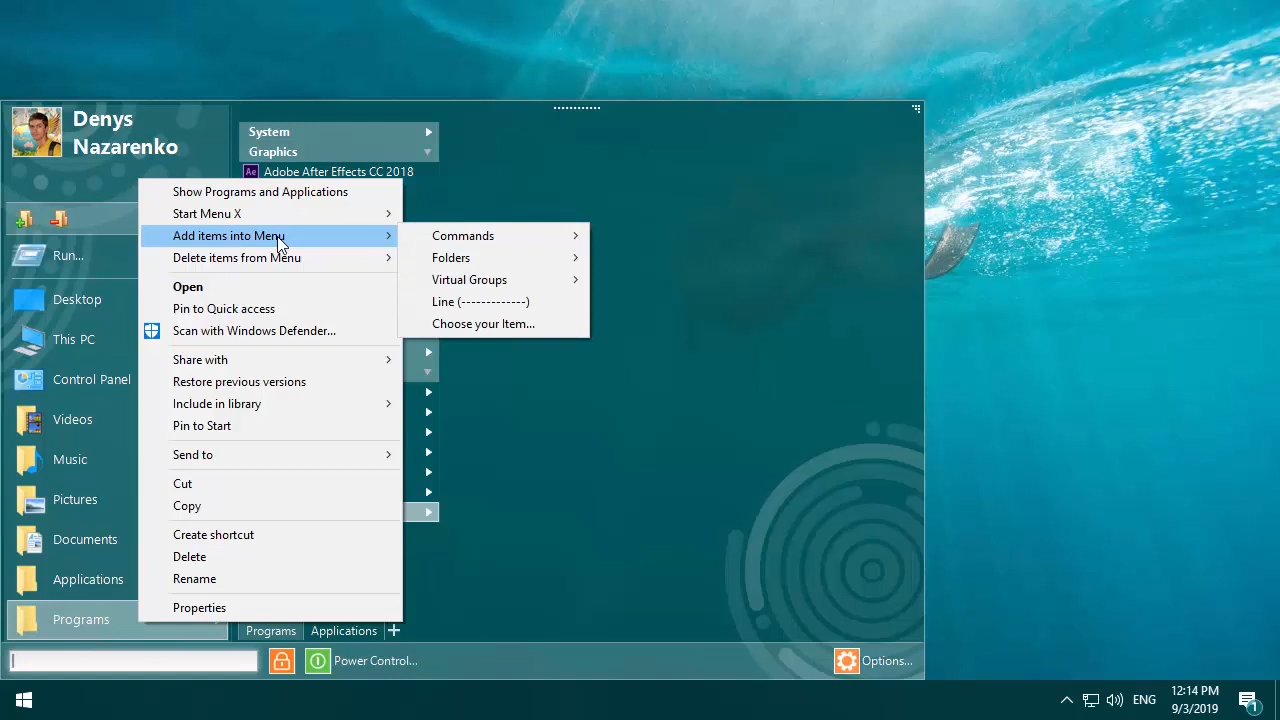 Denys
Nazarenko
System
Graphics
Ae Adobe After Effects CC 2018
Show Programs and Applications
Start Menu X
Add items into Menu
Delete items from Menu
Open
Pin to Quick access
Scan with Windows Defender...
Share with
Restore previous versions
Include in library
Pin to Start
Send to
Cut
Copy
Create shortcut
Delete
Rename
Properties
Commands
Folders
Virtual Groups
Line (-------------)
Choose your Item...
Run...
Desktop
This PC
Control Panel
Videos
Music
Pictures
Documents
Applications
Programs
Programs
Applications
Power Control...
Options...
ENG
12:14 PM
9/3/2019
1